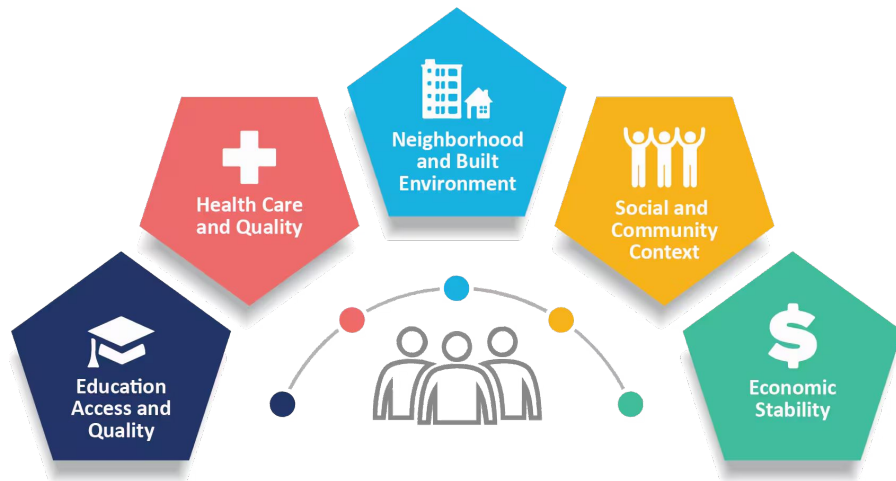 Neighborhood
and Built
Environment
Health Care
and Quality
Social and
Community
Context
Education
Access and
Quality
Economic
Stability